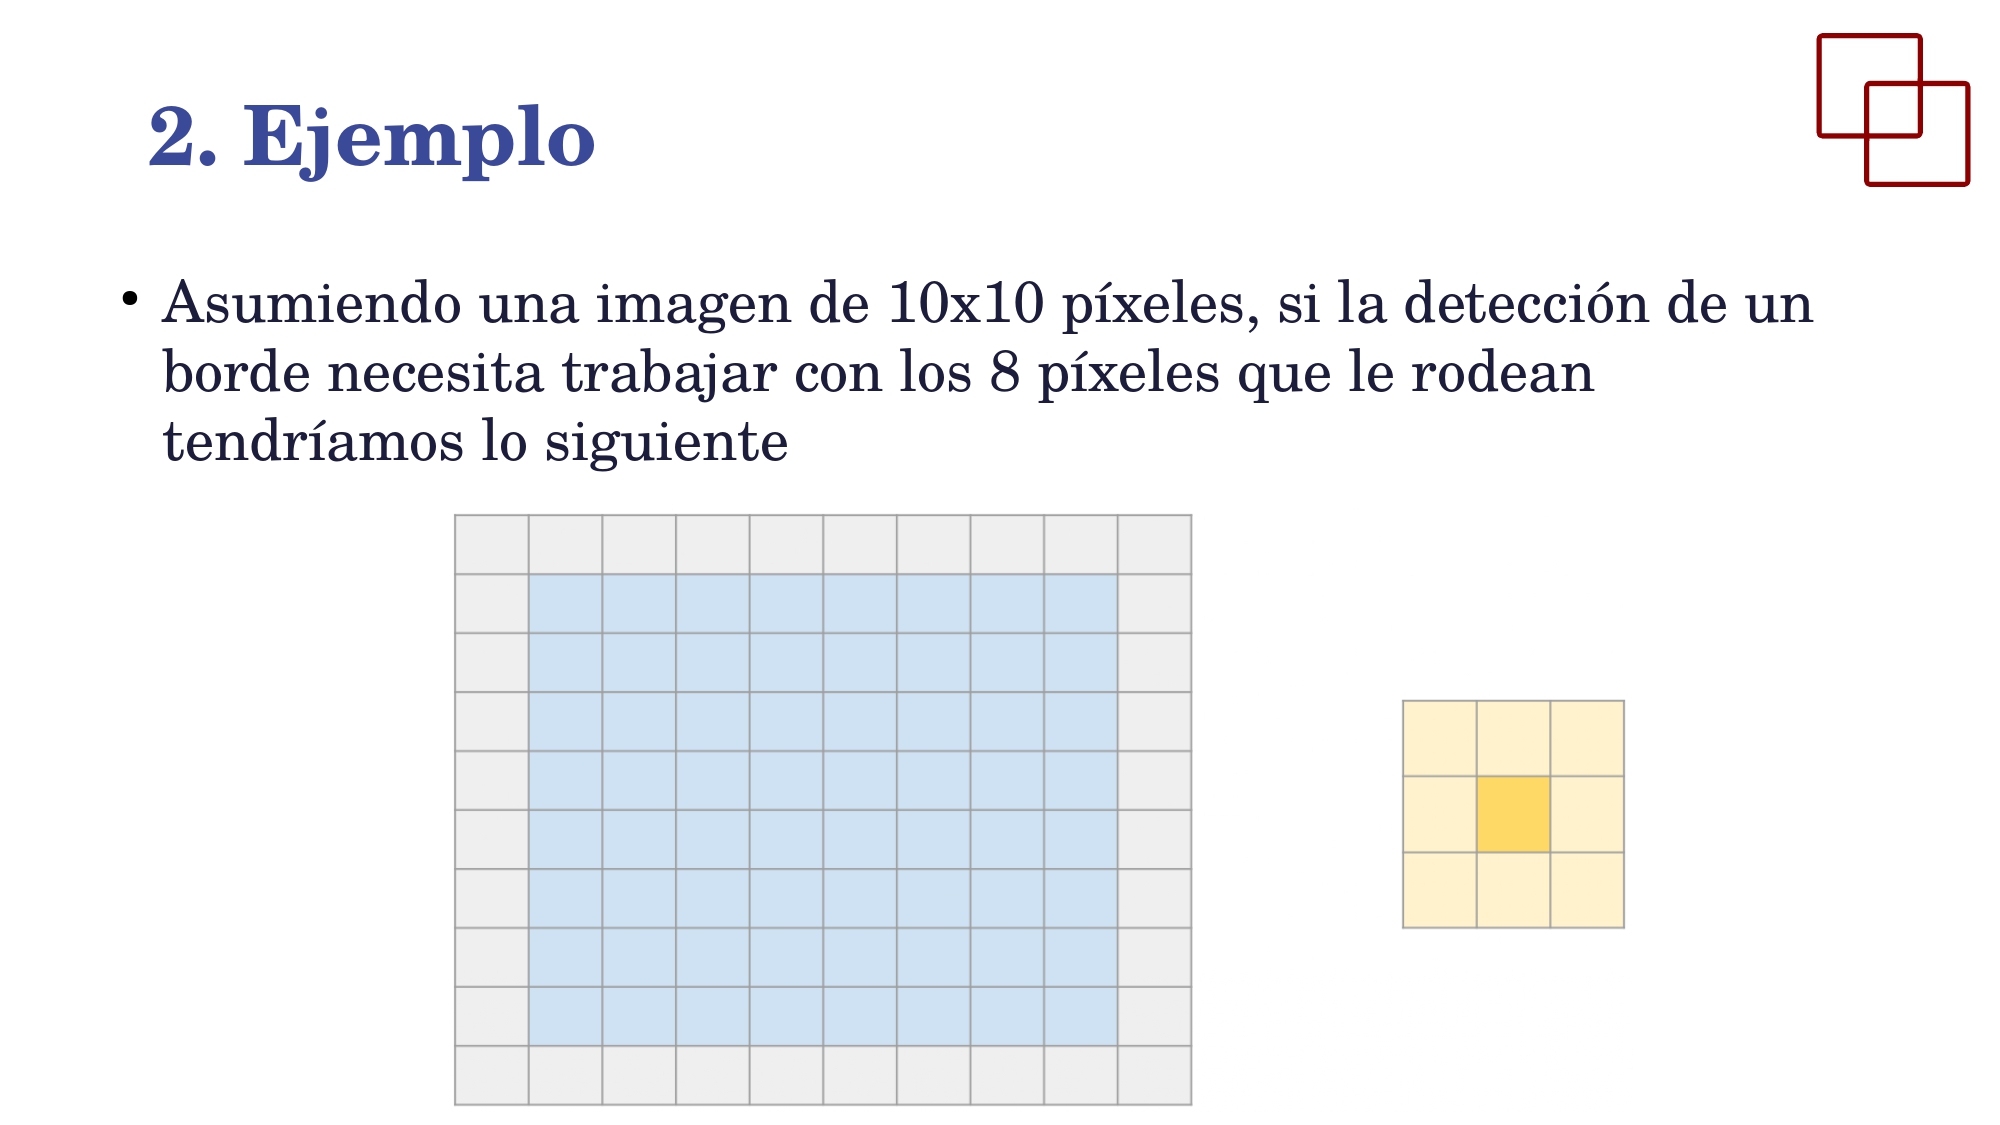 2. Ejemplo
• Asumiendo una imagen de 10x10 píxeles, si la detección de un
borde necesita trabajar con los 8 píxeles que le rodean
tendríamos lo siguiente